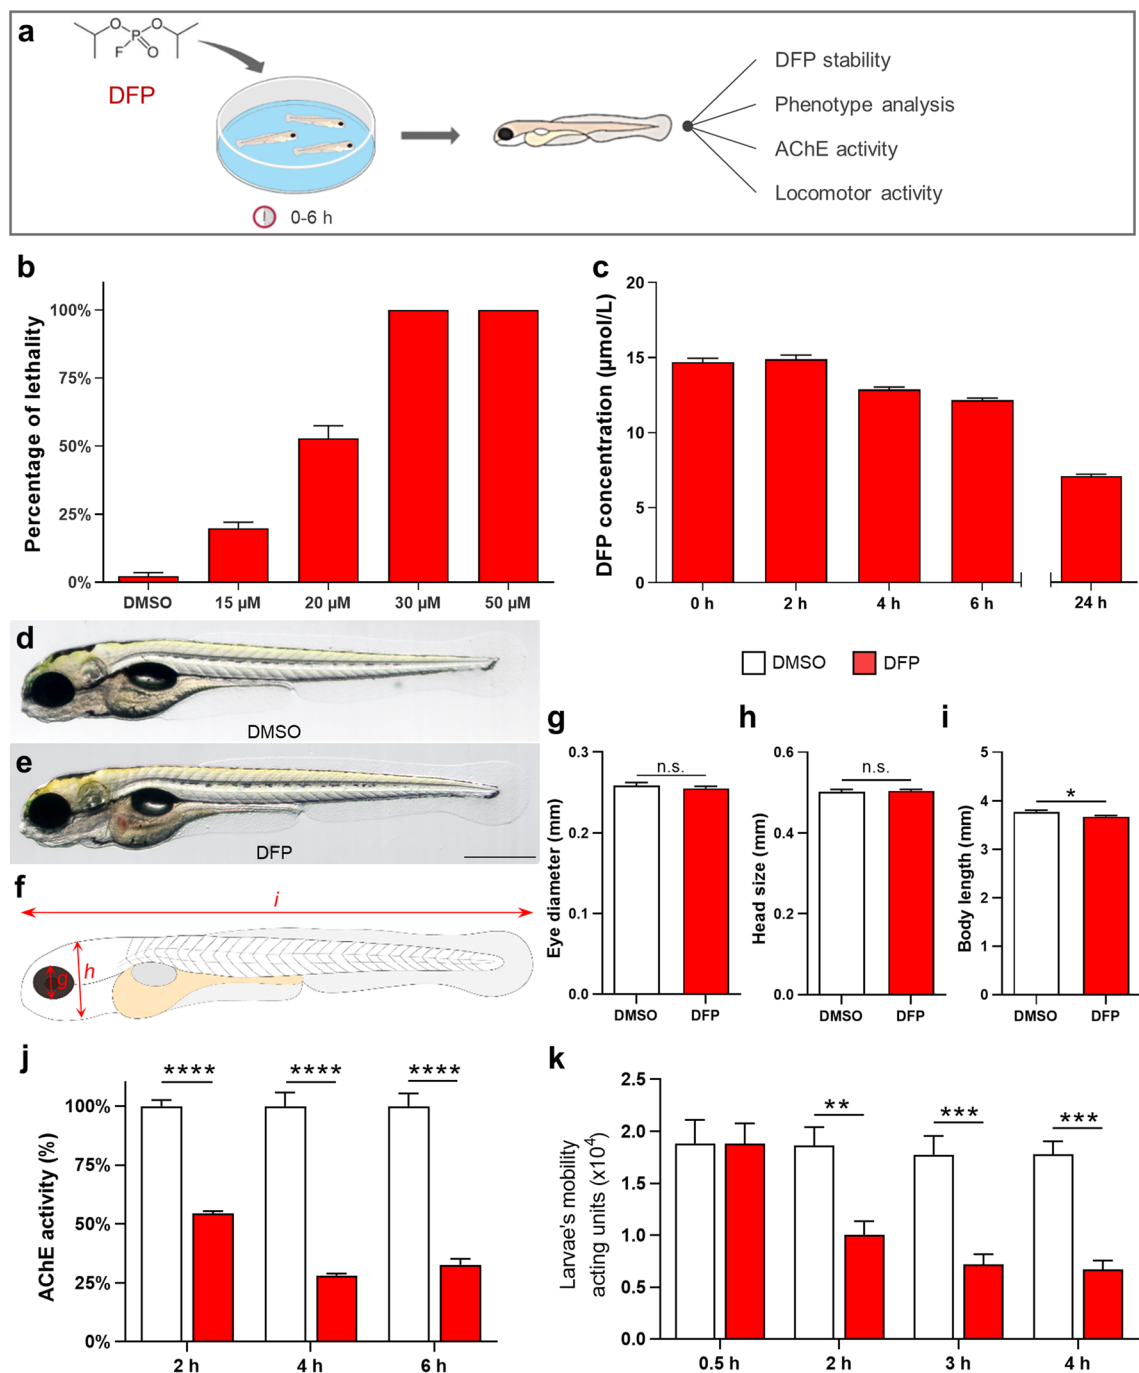 a
O
O
P
F
O
DFP
0-6 h
DFP stability
Phenotype analysis
AChE activity
Locomotor activity
b
Percentage of lethality
100%
75%
50%
25%
0%
DMSO 15 µM 20 µM 30 µM 50 µM
c
DFP concentration (µmol/L)
20
15
10
5
0
0 h 2 h 4 h 6 h 24 h
d
DMSO
e
DFP
f
i
g
h
DMSO DFP
g
Eye diameter (mm)
0.3
0.2
0.1
0.0
n.s.
DMSO DFP
h
Head size (mm)
0.6
0.4
0.2
0.0
n.s.
DMSO DFP
i
Body length (mm)
5
4
3
2
1
0
*
DMSO DFP
j
AChE activity (%)
100%
75%
50%
25%
0%
**** **** ****
2 h 4 h 6 h
k
Larvae's mobility
acting units (x10⁴)
2.5
2.0
1.5
1.0
0.5
0.0
** *** ***
0.5 h 2 h 3 h 4 h